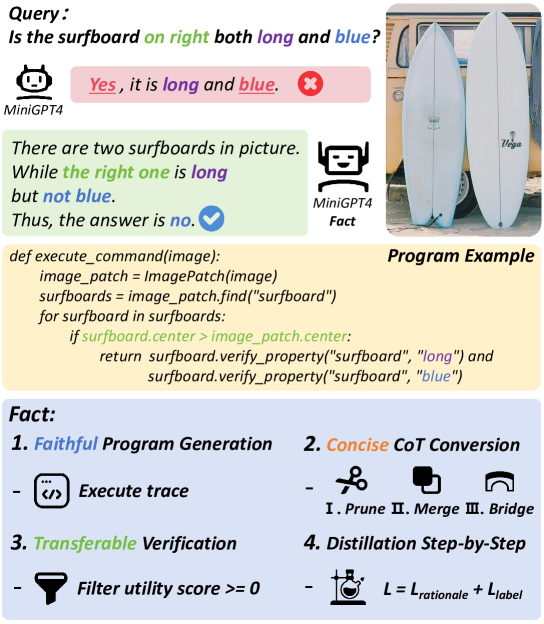 Query:
Is the surfboard on right both long and blue?
Yes , it is long and blue.
MiniGPT4
There are two surfboards in picture.
While the right one is long
but not blue.
Thus, the answer is no.
MiniGPT4
Fact
Vega
def execute_command(image):
Program Example
image_patch = ImagePatch(image)
surfboards = image_patch.find("surfboard")
for surfboard in surfboards:
if surfboard.center > image_patch.center:
return surfboard.verify_property("surfboard", "long") and
surfboard.verify_property("surfboard", "blue")
Fact:
1. Faithful Program Generation
- </> Execute trace
2. Concise CoT Conversion
- I . Prune II. Merge III. Bridge
3. Transferable Verification
- Filter utility score >= 0
4. Distillation Step-by-Step
- L = Lrationale + Llabel